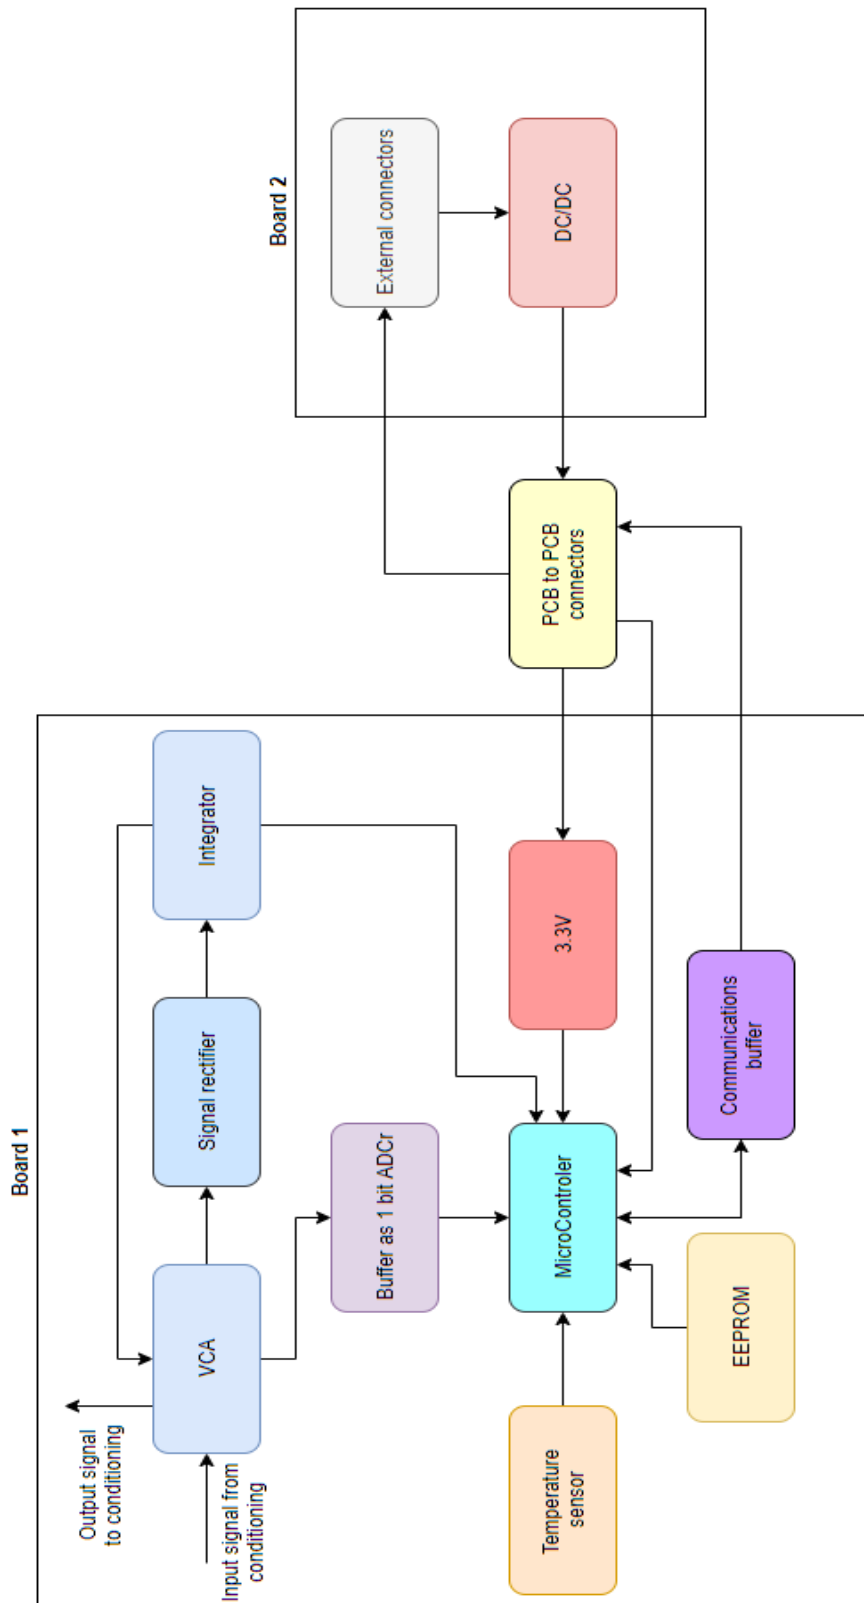 Board 1
Output signal
to conditioning
Input signal from
conditioning
VCA
Signal rectifier
Integrator
Buffer as 1 bit ADCr
Temperature
sensor
MicroControler
3.3V
PCB to PCB
connectors
EEPROM
Communications
buffer
Board 2
External connectors
DC/DC